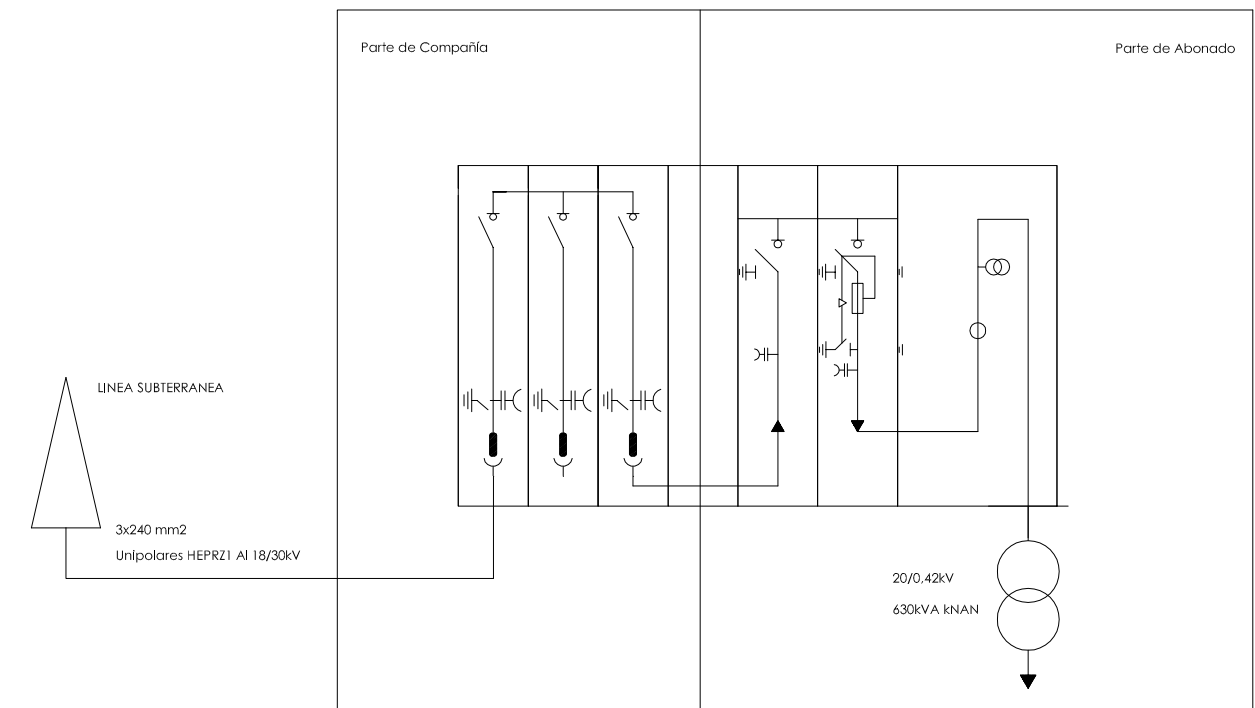 Parte de Compañía
Parte de Abonado
LINEA SUBTERRANEA
3x240 mm2
Unipolares HEPRZ1 Al 18/30kV
20/0,42kV
630kVA kNAN